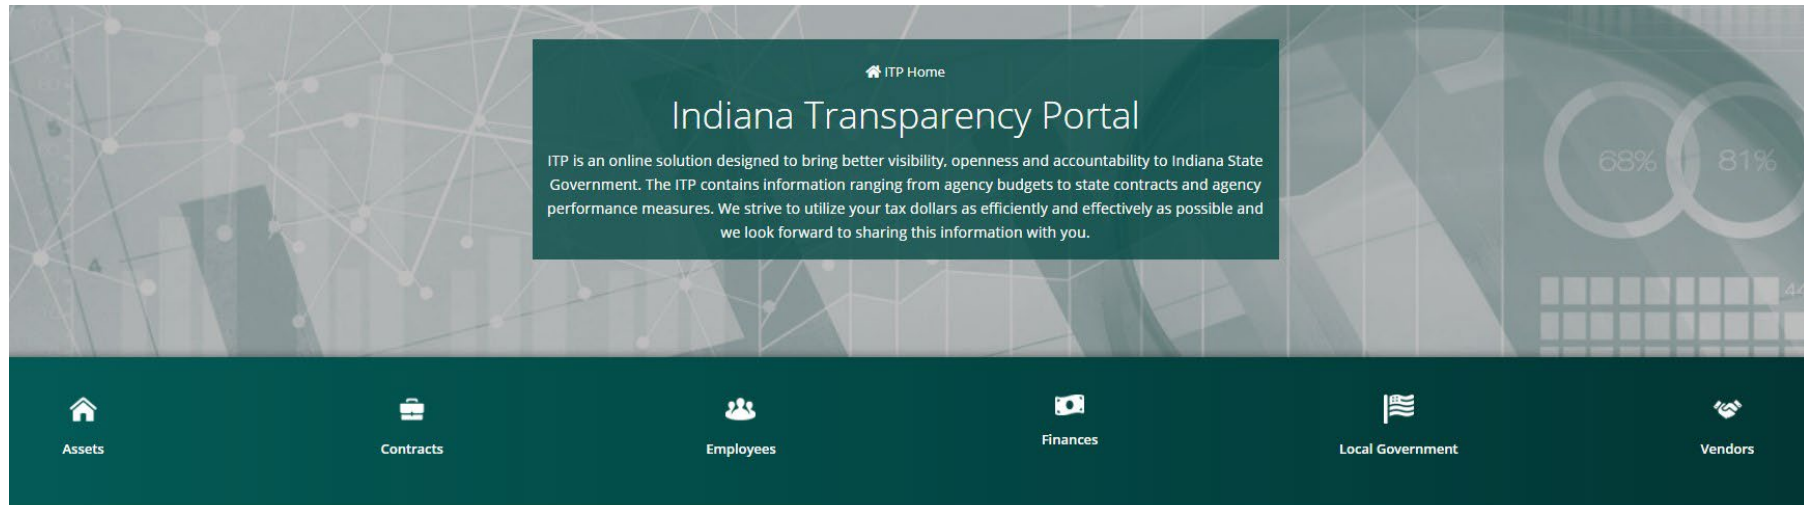 ITP Home
Indiana Transparency Portal
ITP is an online solution designed to bring better visibility, openness and accountability to Indiana State
Government. The ITP contains information ranging from agency budgets to state contracts and agency
performance measures. We strive to utilize your tax dollars as efficiently and effectively as possible and
we look forward to sharing this information with you.
68% 81%
44
Assets
Contracts
Employees
Finances
Local Government
Vendors